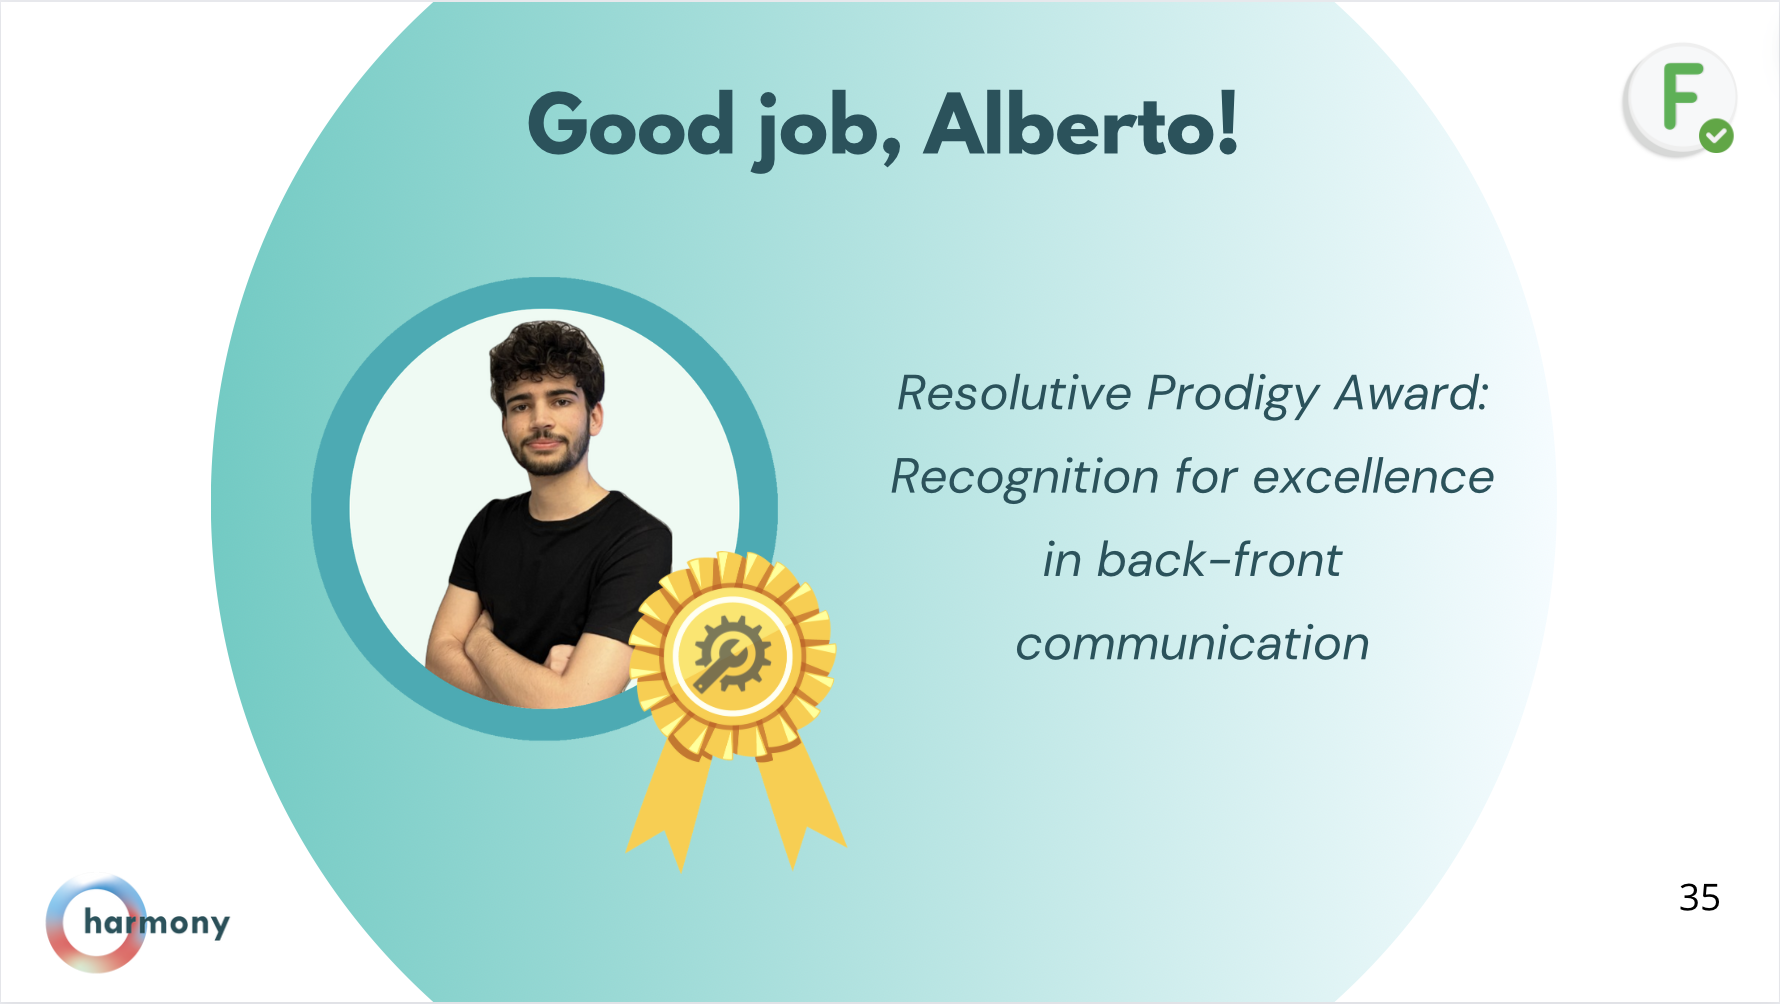 Good job, Alberto!
F
Resolutive Prodigy Award:
Recognition for excellence
in back-front
communication
harmony
35